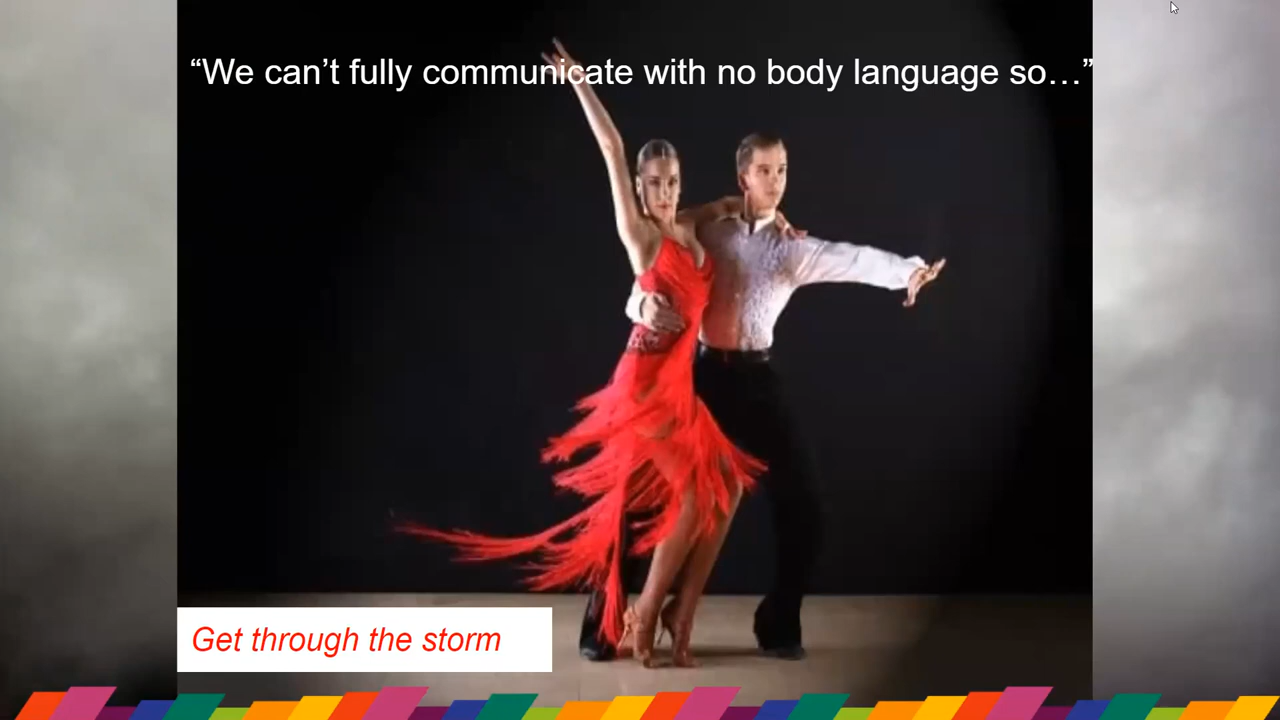 “We can’t fully communicate with no body language so…”
Get through the storm